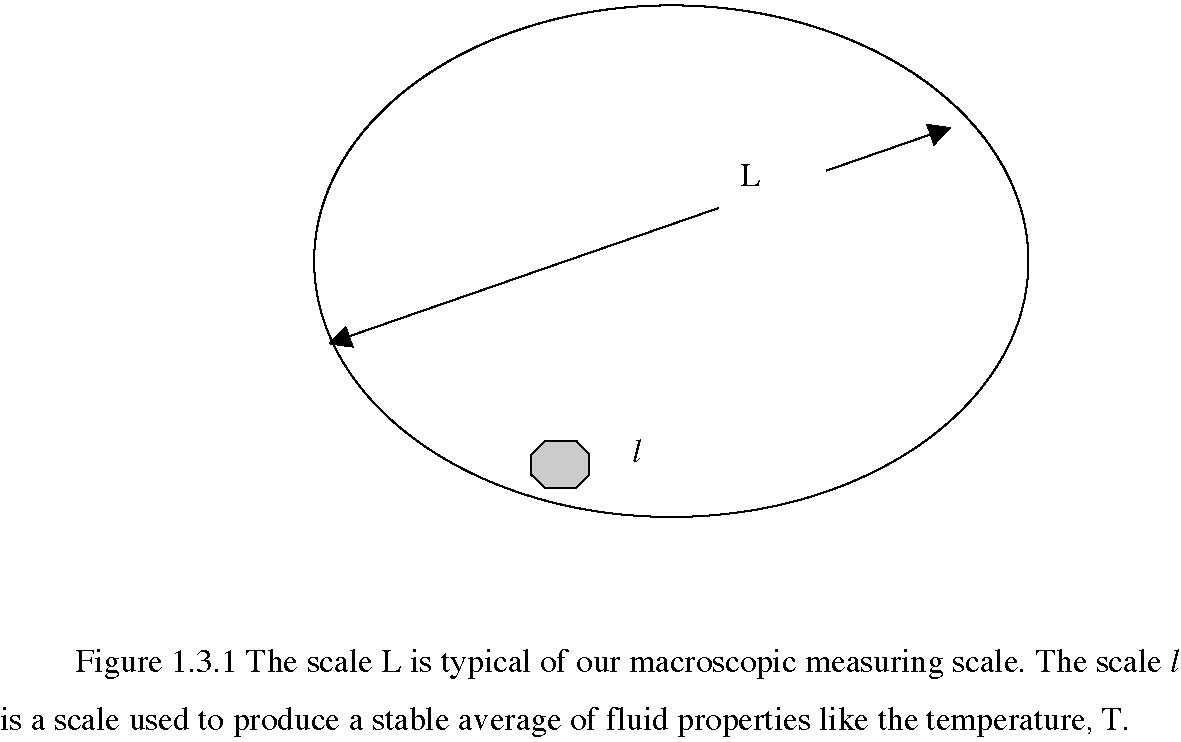 L
l
Figure 1.3.1 The scale L is typical of our macroscopic measuring scale. The scale l
is a scale used to produce a stable average of fluid properties like the temperature, T.